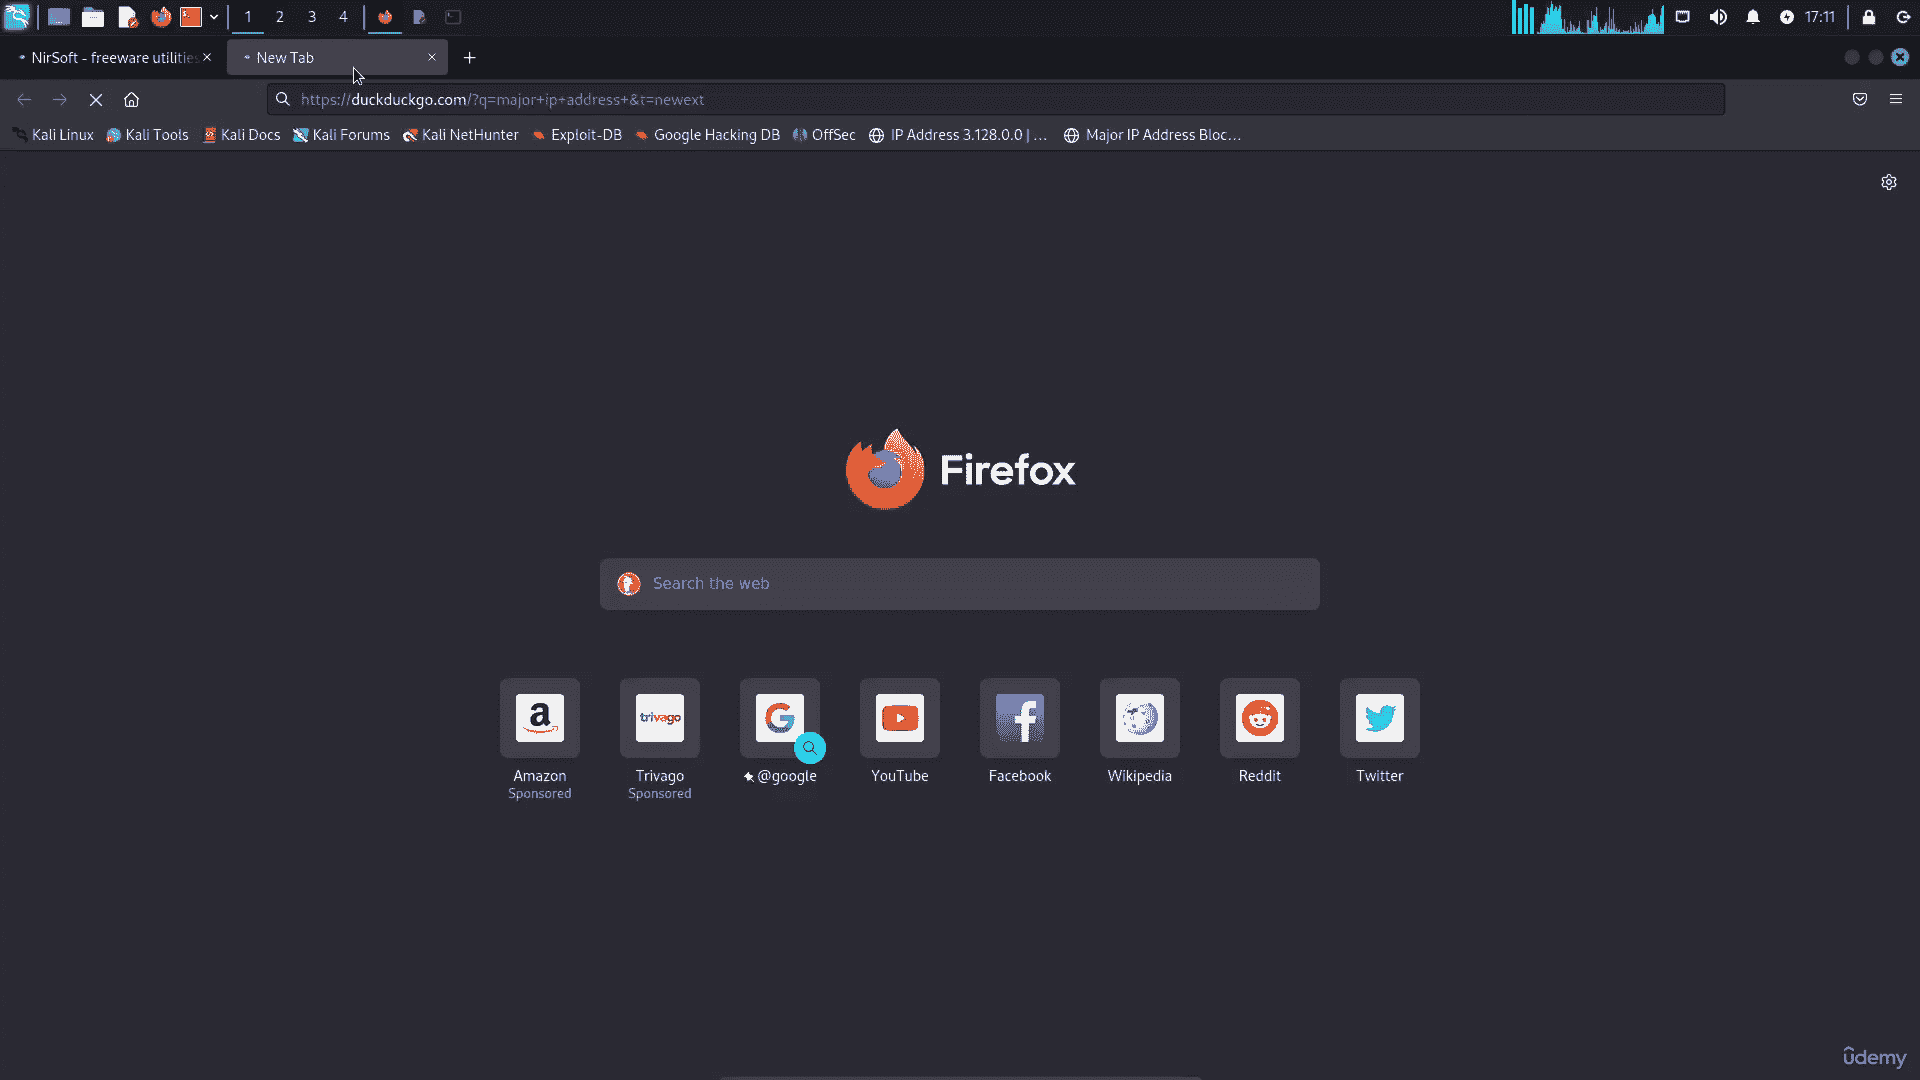 1 2 3 4 17:11
NirSoft - freeware utilities New Tab
https://duckduckgo.com/?q=major+ip+address+&t=newext
Kali Linux Kali Tools Kali Docs Kali Forums Kali NetHunter Exploit-DB Google Hacking DB OffSec IP Address 3.128.0.0 | ... Major IP Address Bloc...
Firefox
Search the web
trivago
Amazon Trivago @google YouTube Facebook Wikipedia Reddit Twitter
Sponsored Sponsored
udemy